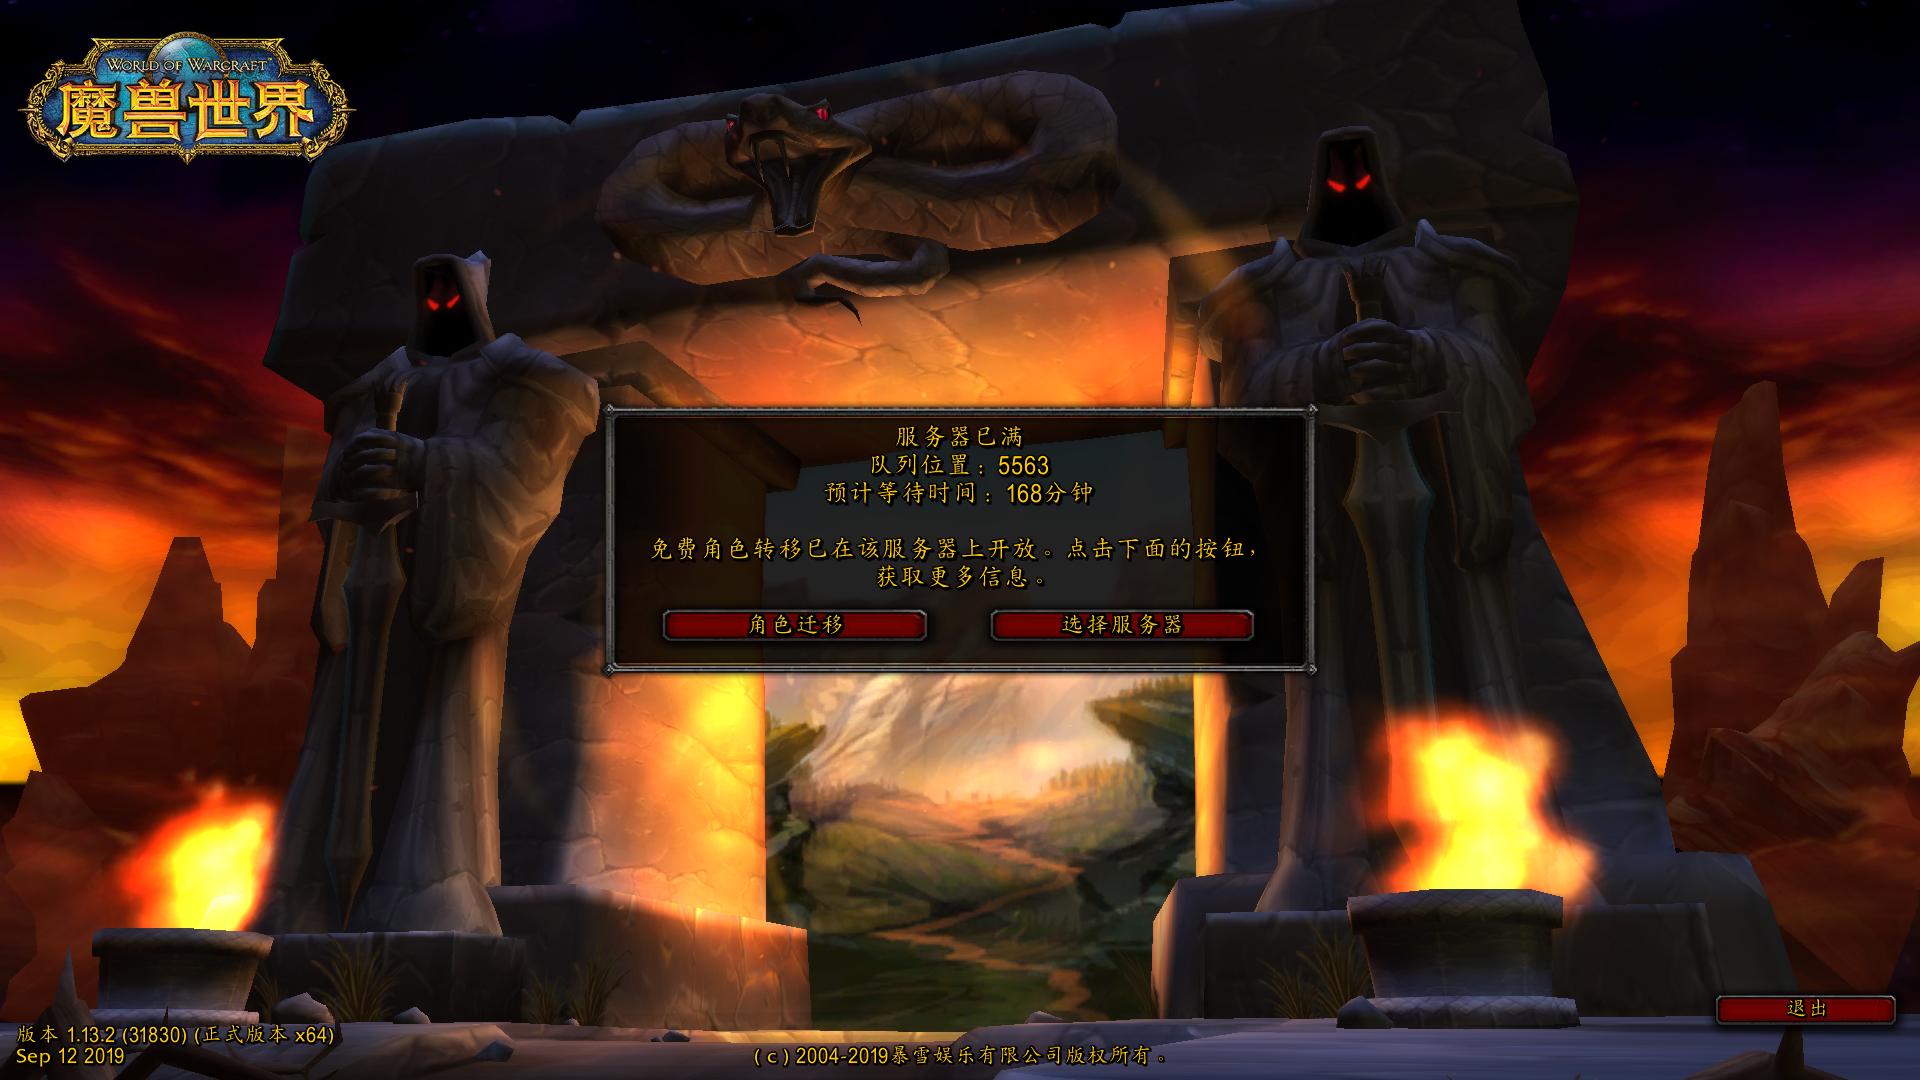 WORLD OF WARCRAFT
魔兽世界
服务器已满
队列位置：5563
预计等待时间：168分钟
免费角色转移已在该服务器上开放。点击下面的按钮，
获取更多信息。
角色迁移
选择服务器
退出
版本 1.13.2 (31830) (正式版本 x64)
Sep 12 2019
(c) 2004-2019暴雪娱乐有限公司版权所有。